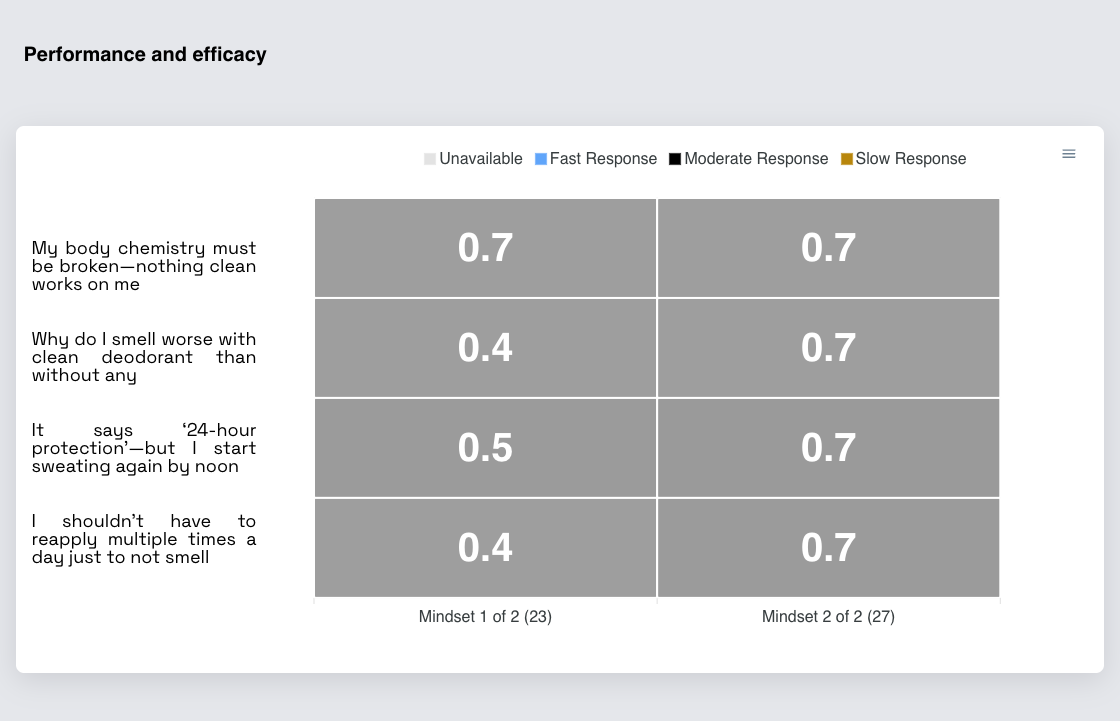 Performance and efficacy
Unavailable Fast Response Moderate Response Slow Response
My body chemistry must
be broken—nothing clean
works on me
0.7 0.7
Why do I smell worse with
clean deodorant than
without any
0.4 0.7
It says ‘24-hour
protection’—but I start
sweating again by noon
0.5 0.7
I shouldn’t have to
reapply multiple times a
day just to not smell
0.4 0.7
Mindset 1 of 2 (23) Mindset 2 of 2 (27)